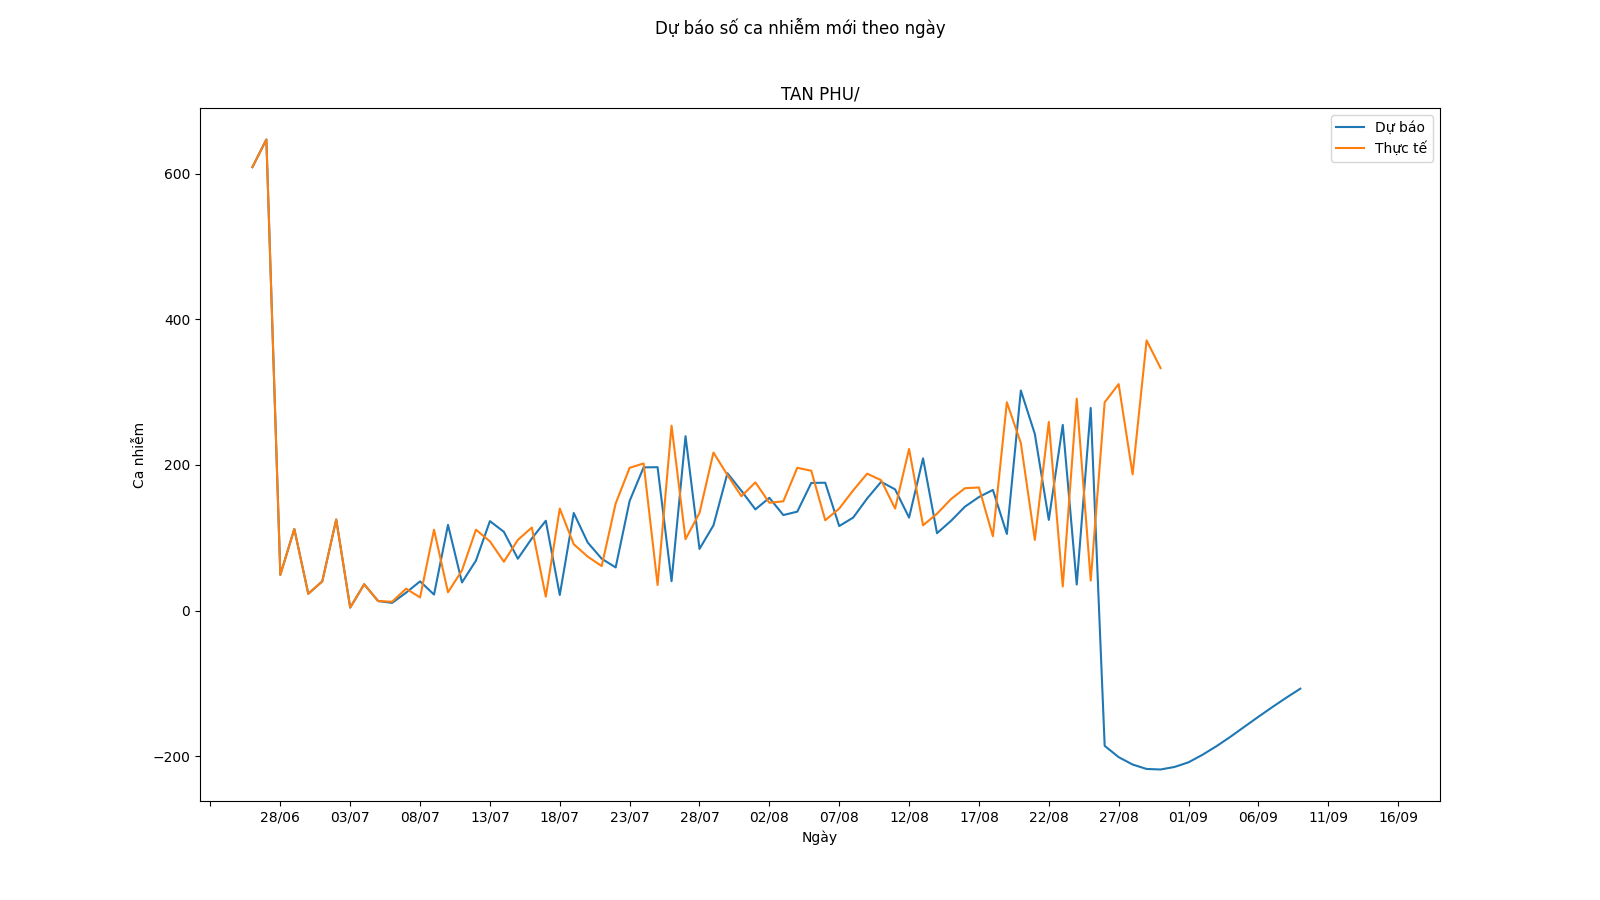 Dự báo số ca nhiễm mới theo ngày
TAN PHU/
Dự báo
Thực tế
Ca nhiễm
600
400
200
0
−200
28/06 03/07 08/07 13/07 18/07 23/07 28/07 02/08 07/08 12/08 17/08 22/08 27/08 01/09 06/09 11/09 16/09
Ngày